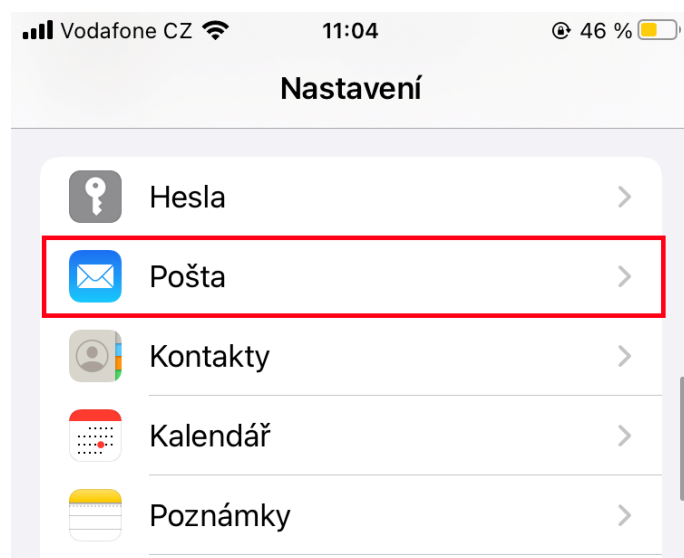 Vodafone CZ 11:04 46 %
Nastavení
Hesla
Pošta
Kontakty
Kalendář
Poznámky